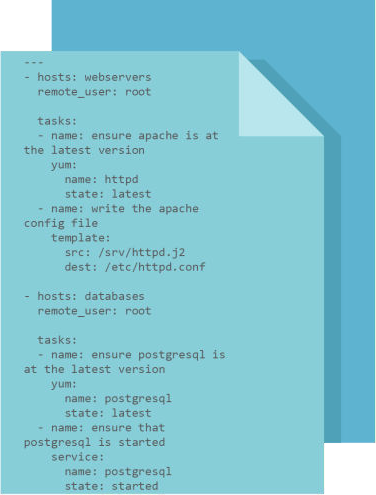 ---
- hosts: webservers
  remote_user: root

  tasks:
  - name: ensure apache is at
the latest version
    yum:
      name: httpd
      state: latest
  - name: write the apache
config file
    template:
      src: /srv/httpd.j2
      dest: /etc/httpd.conf

- hosts: databases
  remote_user: root

  tasks:
  - name: ensure postgresql is
at the latest version
    yum:
      name: postgresql
      state: latest
  - name: ensure that
postgresql is started
    service:
      name: postgresql
      state: started